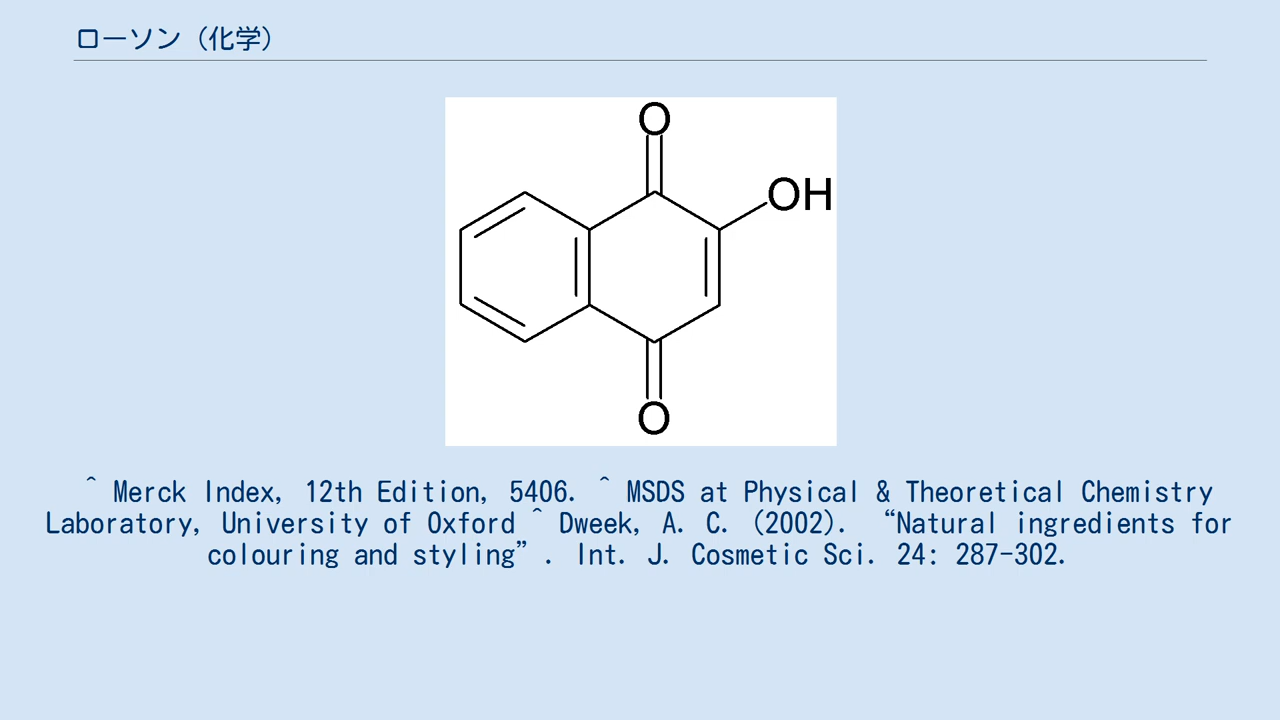 ローソン（化学）
O
OH
O
^ Merck Index, 12th Edition, 5406. ^ MSDS at Physical & Theoretical Chemistry
Laboratory, University of Oxford ^ Dweek, A. C. (2002). “Natural ingredients for
colouring and styling”. Int. J. Cosmetic Sci. 24: 287-302.